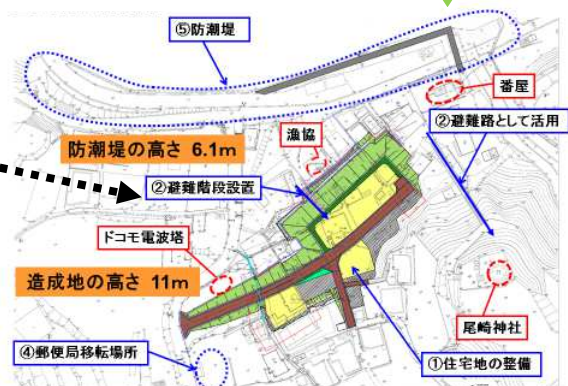 ⑤防潮堤
番屋
漁協
②避難路として活用
防潮堤の高さ 6.1m
②避難階段設置
ドコモ電波塔
造成地の高さ 11m
尾崎神社
④郵便局移転場所
①住宅地の整備